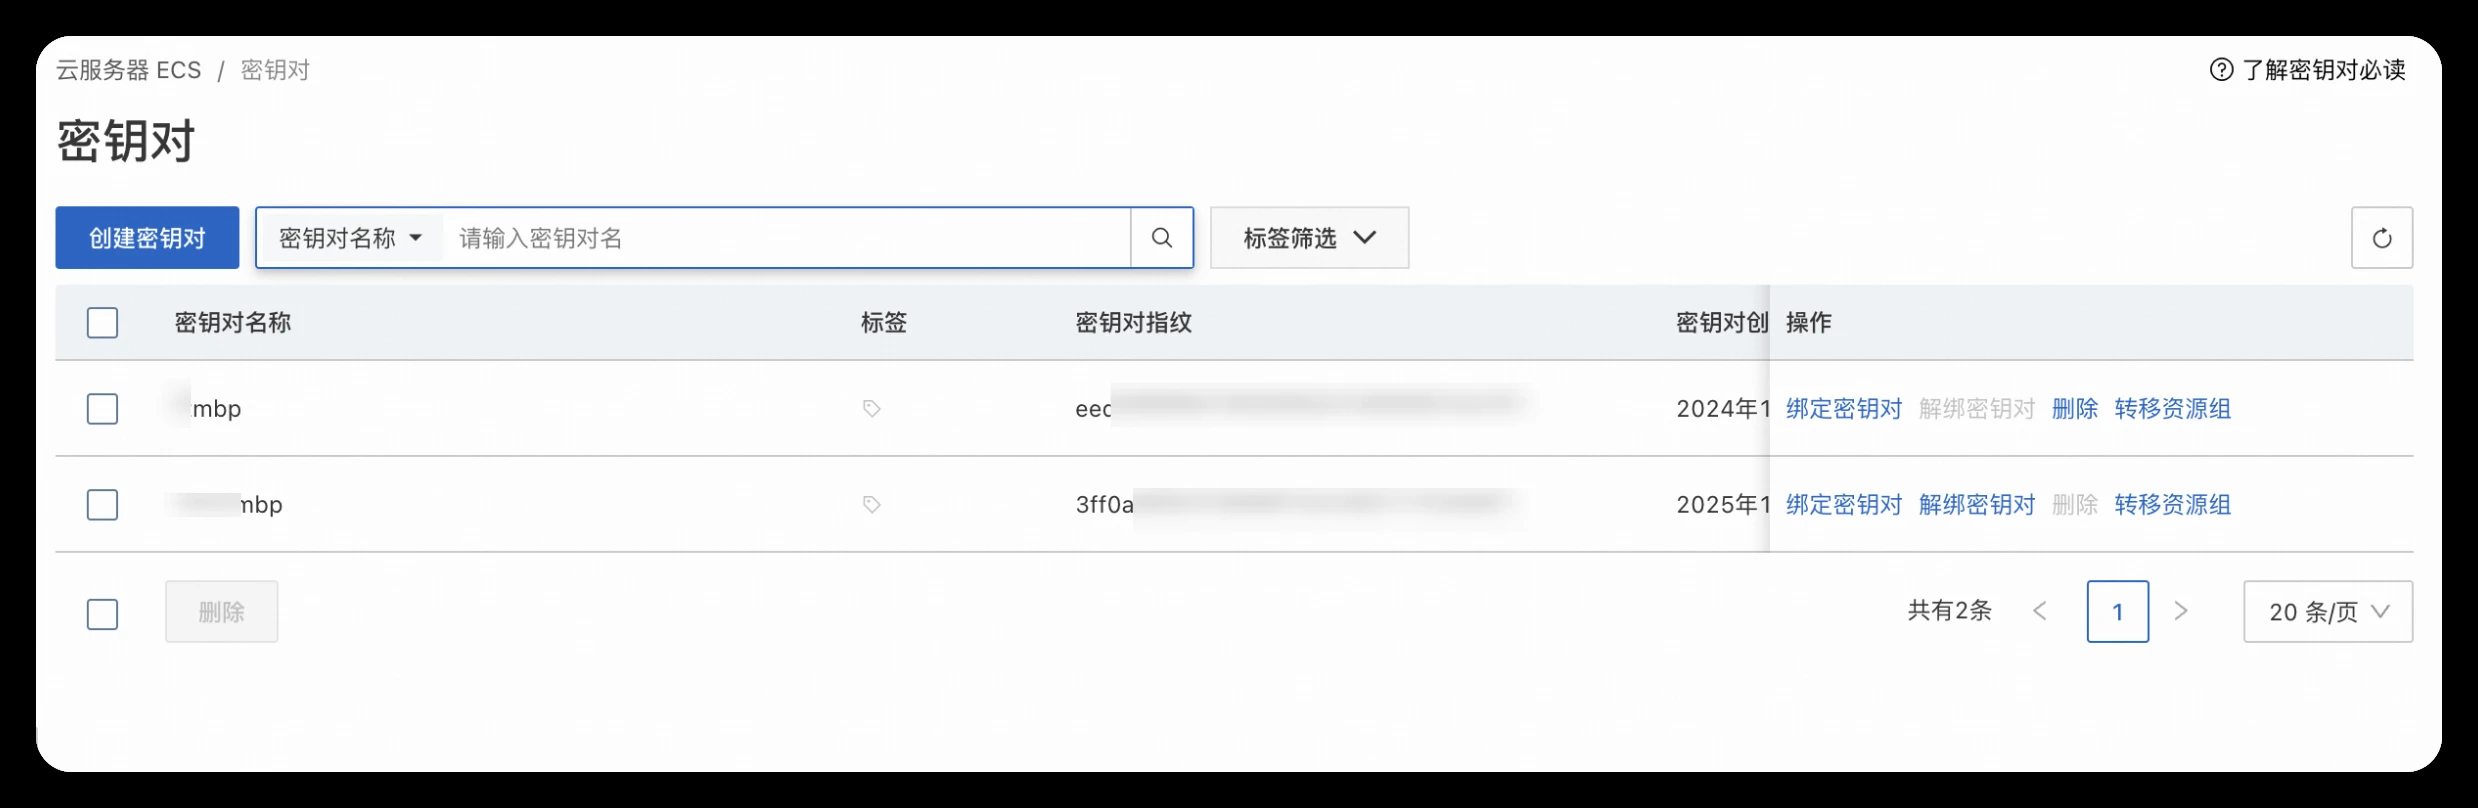 云服务器 ECS / 密钥对
了解密钥对必读
密钥对
创建密钥对 密钥对名称 请输入密钥对名 标签筛选
密钥对名称 标签 密钥对指纹 密钥对创 操作
mbp eec 2024年1 绑定密钥对 解绑密钥对 删除 转移资源组
mbp 3ff0a 2025年1 绑定密钥对 解绑密钥对 删除 转移资源组
删除 共有2条 1 20 条/页